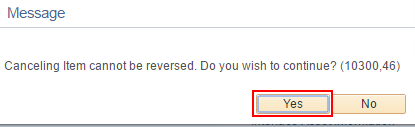 Message
Canceling Item cannot be reversed. Do you wish to continue? (10300,46)
Yes No